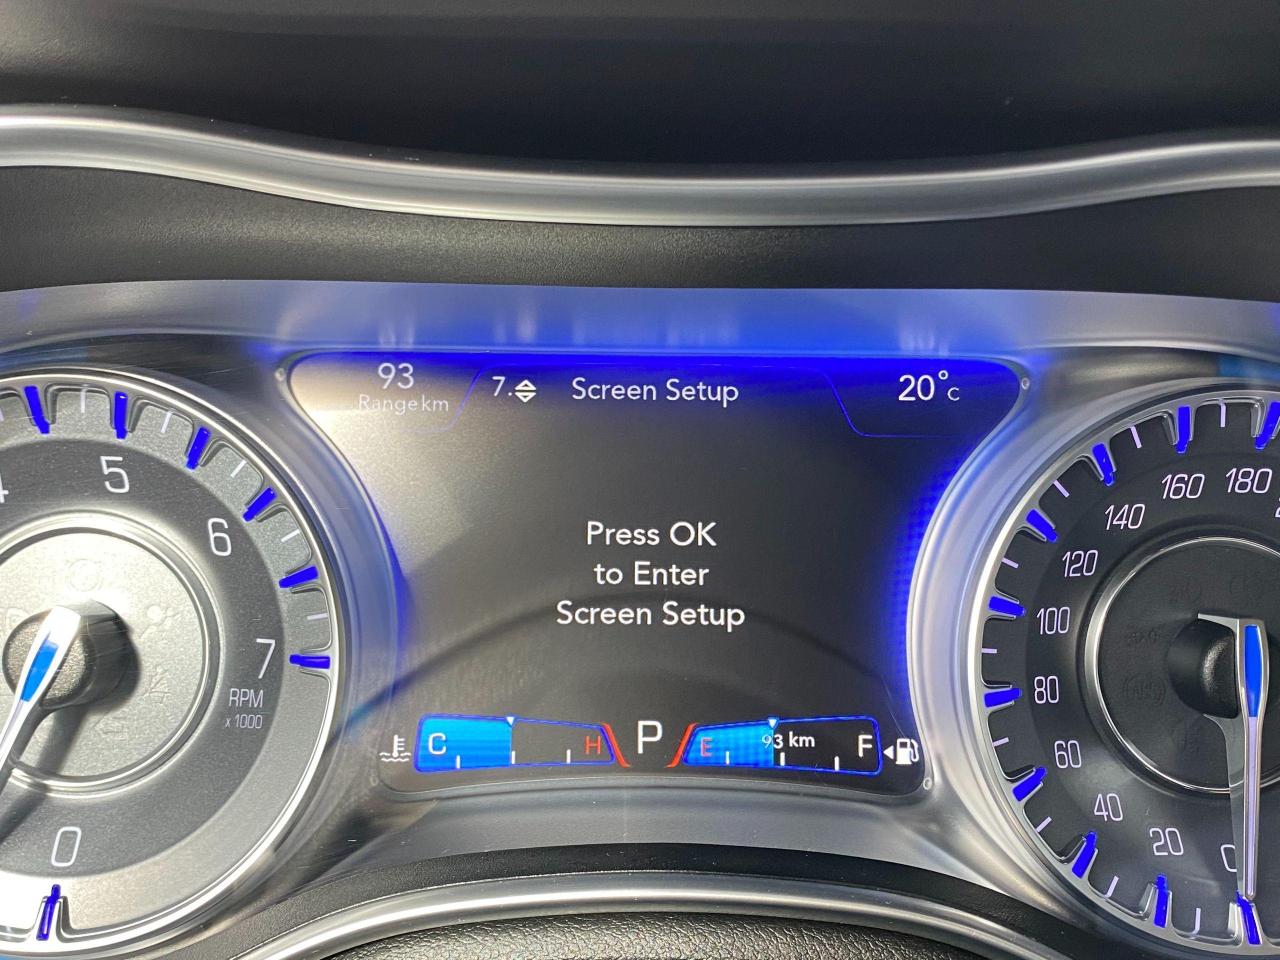 93
Range km
7.
Screen Setup
20°C
Press OK
to Enter
Screen Setup
5
6
7
RPM
x 1000
0
C
H
P
E
93 km
F
180
160
140
120
100
80
60
40
20